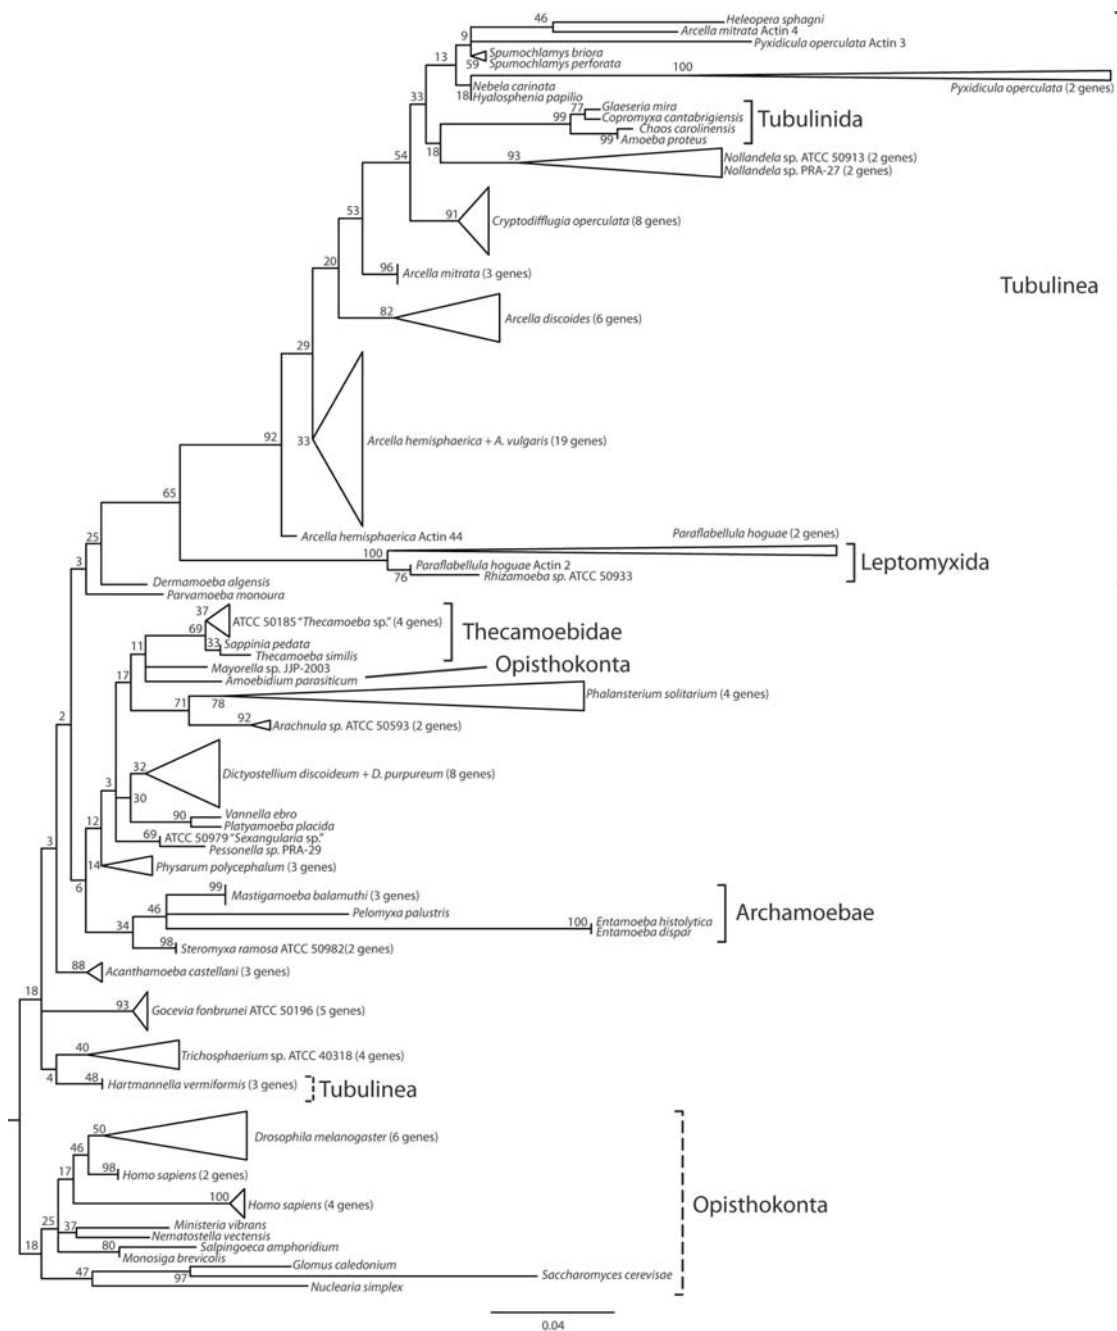 46
Heleopera sphagni
9
Arcella mitrata Actin 4
Pyxidicula operculata Actin 3
13
Spumochlamys briora
59
Spumochlamys perforata
100
Nebela carinata
Pyxidicula operculata (2 genes)
18
Hyalosphenia papilio
33
77
Glaeseria mira
99
Copromyxa cantabrigiensis
Tubulinida
Chaos carolinensis
99
Amoeba proteus
18
54
93
Nollandela sp. ATCC 50913 (2 genes)
Nollandela sp. PRA-27 (2 genes)
53
91
Cryptodifflugia operculata (8 genes)
20
96
Arcella mitrata (3 genes)
Tubulinea
82
Arcella discoides (6 genes)
29
92
33
Arcella hemisphaerica + A. vulgaris (19 genes)
65
25
Arcella hemisphaerica Actin 44
Paraflabellula hoguae (2 genes)
100
3
Paraflabellula hoguae Actin 2
Leptomyxida
76
Rhizamoeba sp. ATCC 50933
Dermamoeba algensis
Parvamoeba monoura
37
ATCC 50185 "Thecamoeba sp." (4 genes)
69
Thecamoebidae
33
Sappinia pedata
11
Thecamoeba similis
Mayorella sp. JJP-2003
Opisthokonta
17
Amoebidium parasiticum
71
78
Phalansterium solitarium (4 genes)
2
92
Arachnula sp. ATCC 50593 (2 genes)
32
Dictyostellium discoideum + D. purpureum (8 genes)
3
30
90
Vannella ebro
12
Platyamoeba placida
69
ATCC 50979 "Sexangularia sp."
3
Pessonella sp. PRA-29
14
Physarum polycephalum (3 genes)
6
99
Mastigamoeba balamuthi (3 genes)
46
Pelomyxa palustris
Archamoebae
34
100
Entamoeba histolytica
Entamoeba dispar
98
Steromyxa ramosa ATCC 50982(2 genes)
88
Acanthamoeba castellani (3 genes)
18
93
Gocevia fonbrunei ATCC 50196 (5 genes)
40
Trichosphaerium sp. ATCC 40318 (4 genes)
4
48
Hartmannella vermiformis (3 genes)
Tubulinea
50
Drosophila melanogaster (6 genes)
46
98
Homo sapiens (2 genes)
17
100
Homo sapiens (4 genes)
Opisthokonta
25
37
Ministeria vibrans
Nematostella vectensis
18
80
Salpingoeca amphoridium
Monosiga brevicolis
47
Glomus caledonium
97
Saccharomyces cerevisae
Nuclearia simplex
0.04